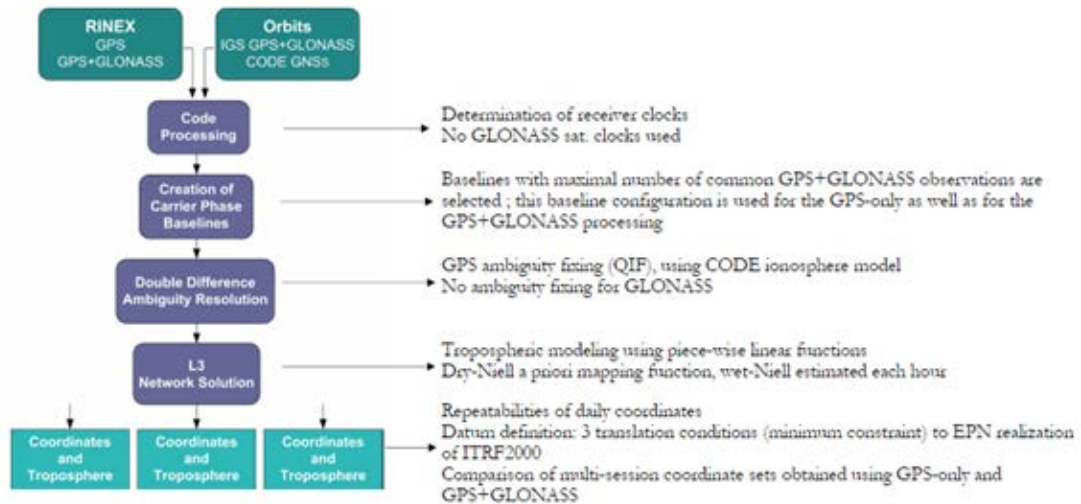 RINEX
GPS
GPS+GLONASS
Orbits
IGS GPS+GLONASS
CODE GNSs
Code
Processing
Determination of receiver clocks
No GLONASS sat. clocks used
Creation of
Carrier Phase
Baselines
Baselines with maximal number of common GPS+GLONASS observations are
selected ; this baseline configuration is used for the GPS-only as well as for the
GPS+GLONASS processing
Double Difference
Ambiguity Resolution
GPS ambiguity fixing (QIF), using CODE ionosphere model
No ambiguity fixing for GLONASS
L3
Network Solution
Tropospheric modeling using piece-wise linear functions
Dry-Niell a priori mapping function, wet-Niell estimated each hour
Coordinates
and
Troposphere
Coordinates
and
Troposphere
Coordinates
and
Troposphere
Repeatabilities of daily coordinates
Datum definition: 3 translation conditions (minimum constraint) to EPN realization
of ITRF2000
Comparison of multi-session coordinate sets obtained using GPS-only and
GPS+GLONASS